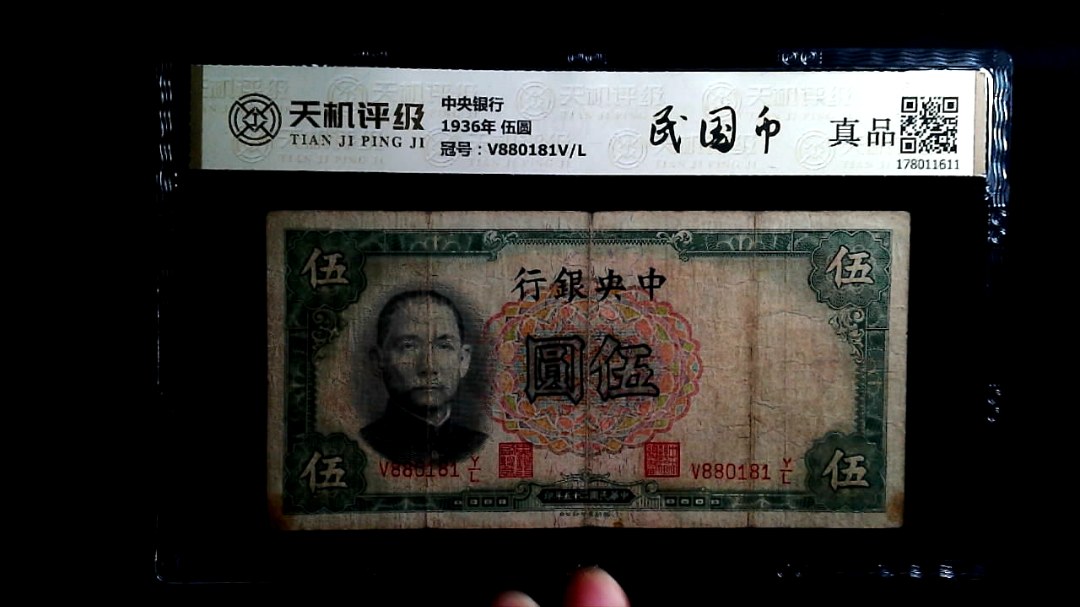 天机评级
TIAN JI PING JI
中央银行
1936年 伍圆
冠号：V880181V/L
民国币
真品
178011611
伍
伍
行銀央中
圓伍
V880181 Y/L
V880181 Y/L
伍
伍